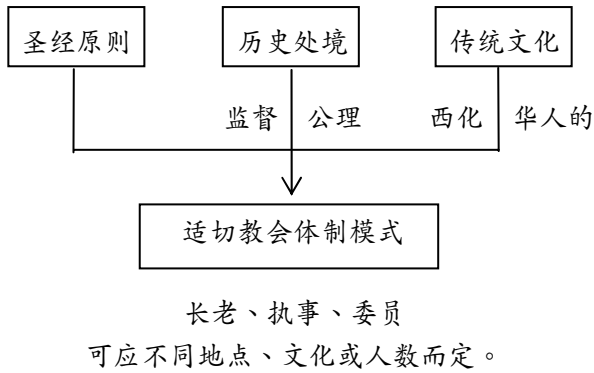 圣经原则 历史处境 传统文化
监督 公理 西化 华人的
适切教会体制模式
长老、执事、委员
可应不同地点、文化或人数而定。